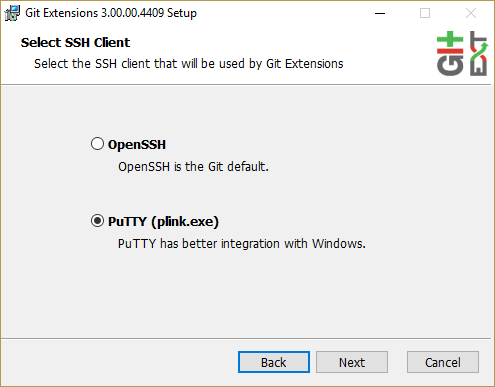 Git Extensions 3.00.00.4409 Setup
Select SSH Client
Select the SSH client that will be used by Git Extensions
GIT
EXT
OpenSSH
OpenSSH is the Git default.
PuTTY (plink.exe)
PuTTY has better integration with Windows.
Back Next Cancel